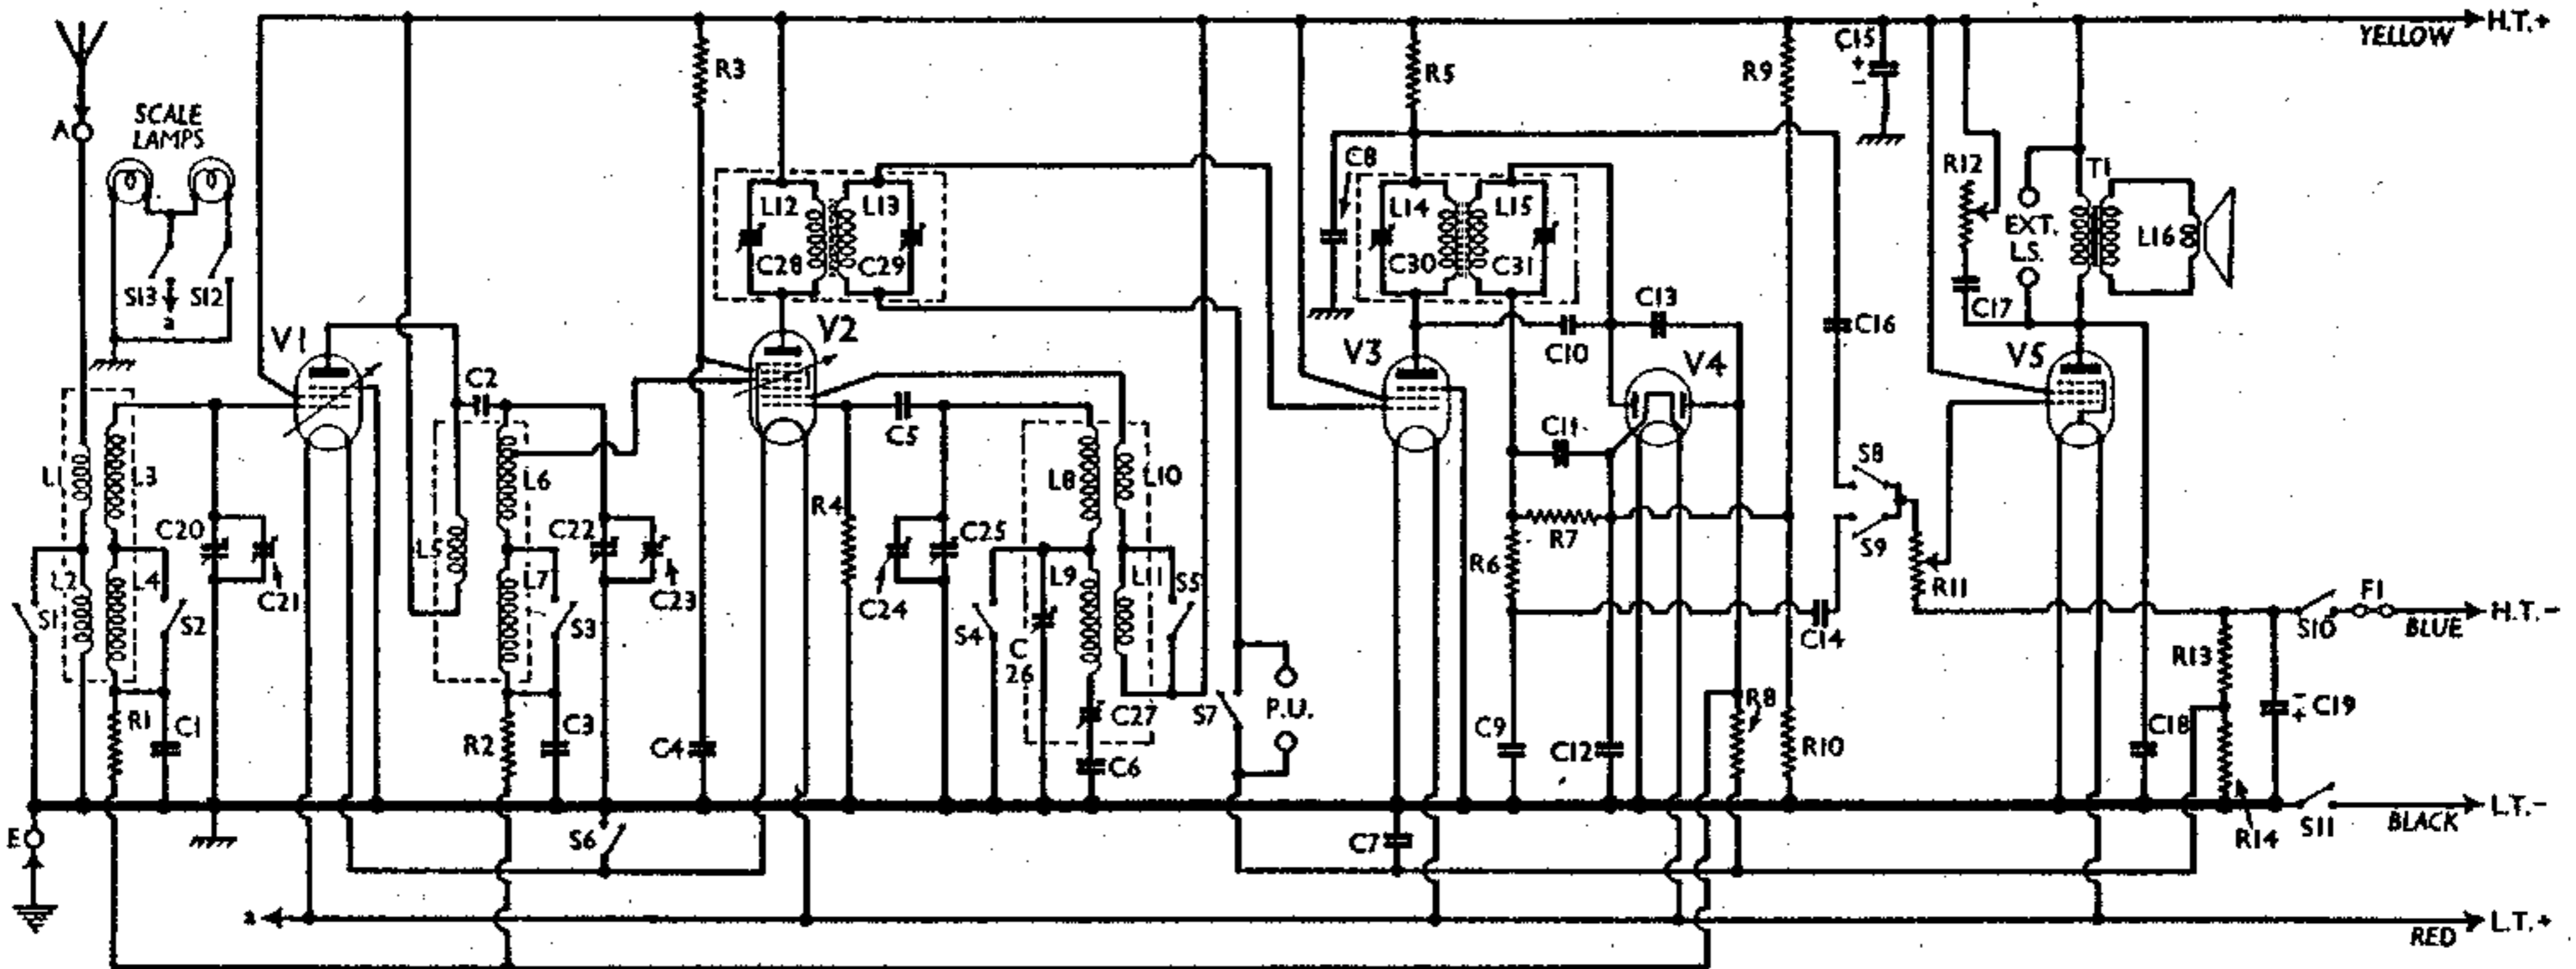 H.T.+
YELLOW
C15
+
−
R3
R5
R9
A
SCALE
LAMPS
C8
R12
T1
L12
L13
L14
L15
EXT.
L.S.
L16
C28
C29
C30
C31
S13
S12
a
C17
C13
V1
V2
C10
C16
V3
V4
V5
C2
C5
C11
S8
L1
L3
L6
L8
L10
R4
C20
C22
C25
L5
R7
S9
L2
L4
L7
L9
L11
S5
R6
R11
C21
C23
C24
F1
H.T.−
S1
S2
S3
S4
C14
S10
BLUE
C
26
R13
R1
C1
R2
C3
C4
C27
S7
P.U.
R8
−
+
C19
C9
C12
R10
C18
C6
L.T.−
E
S6
C7
R14
S11
BLACK
a
L.T.+
RED